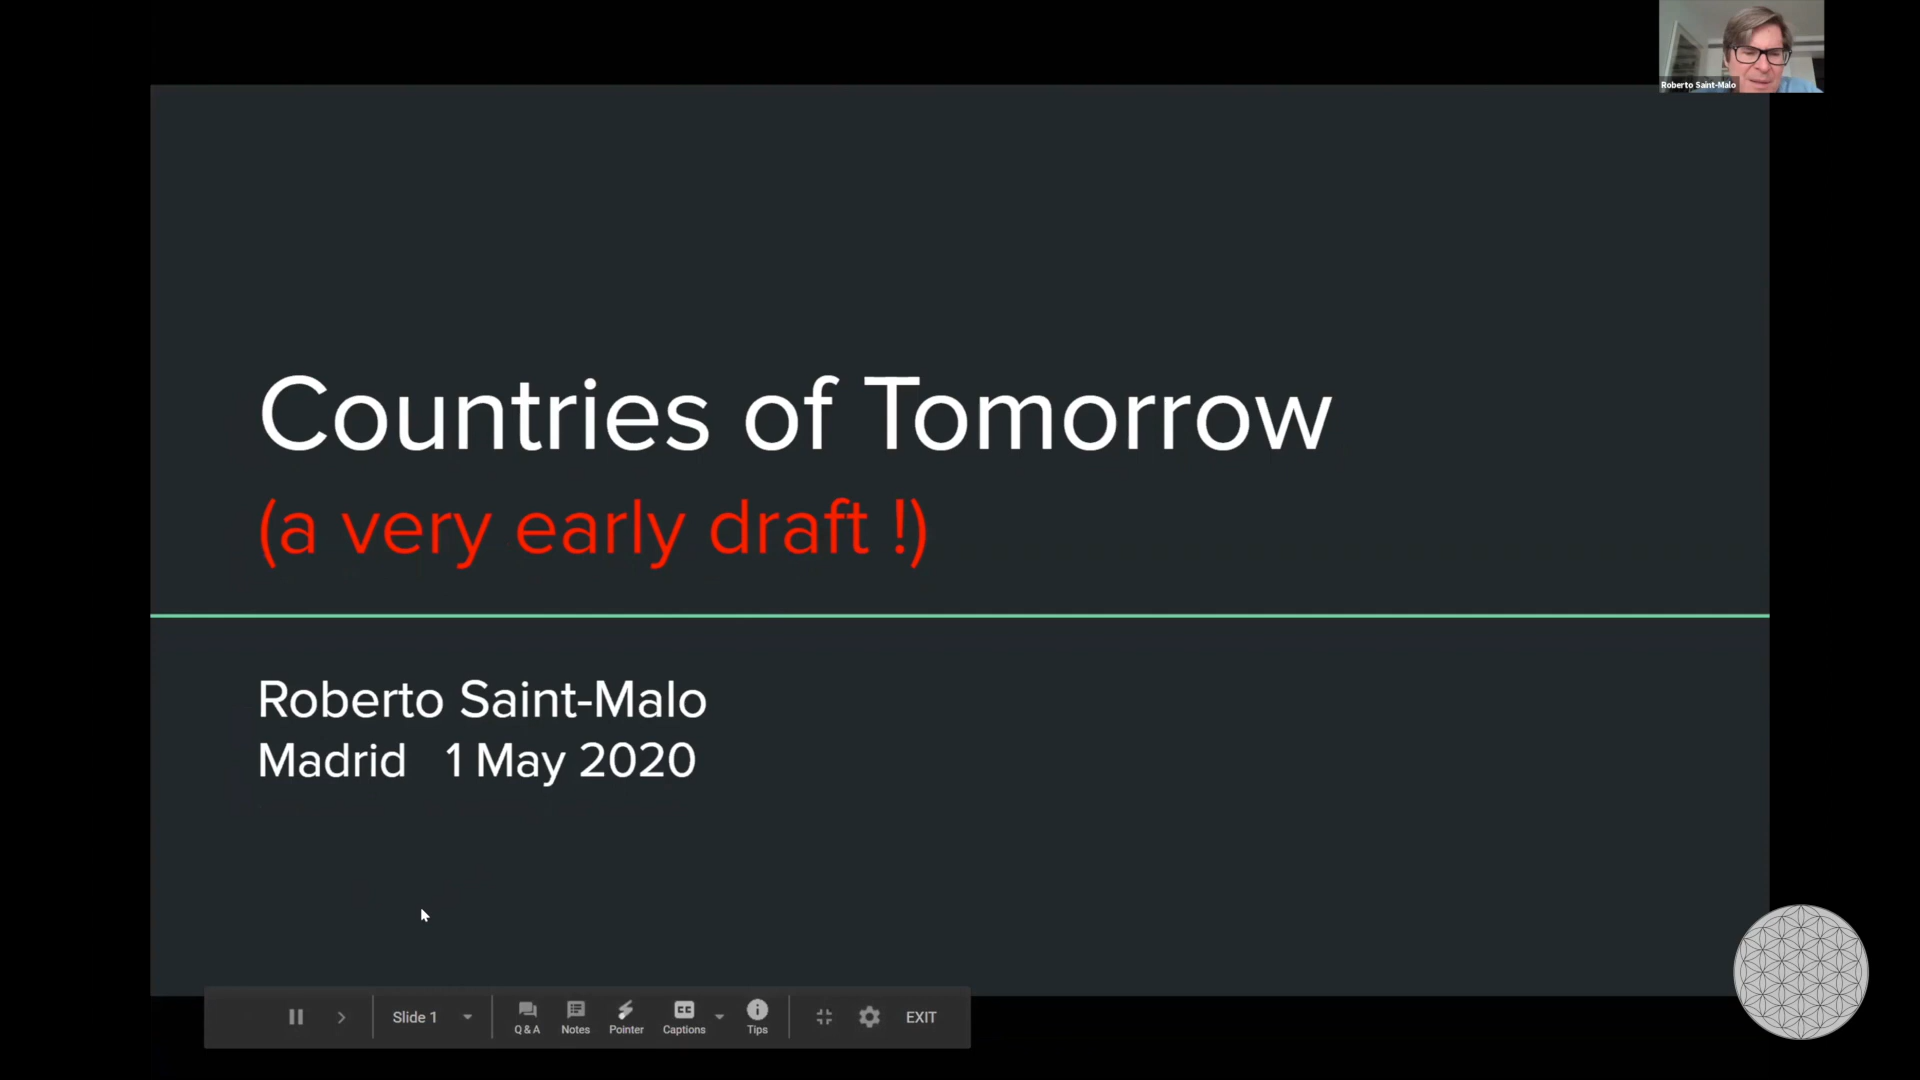 Roberto Saint-Malo
Countries of Tomorrow
(a very early draft !)
Roberto Saint-Malo
Madrid 1 May 2020
Slide 1
Q & A
Notes
Pointer
CC
Captions
Tips
EXIT